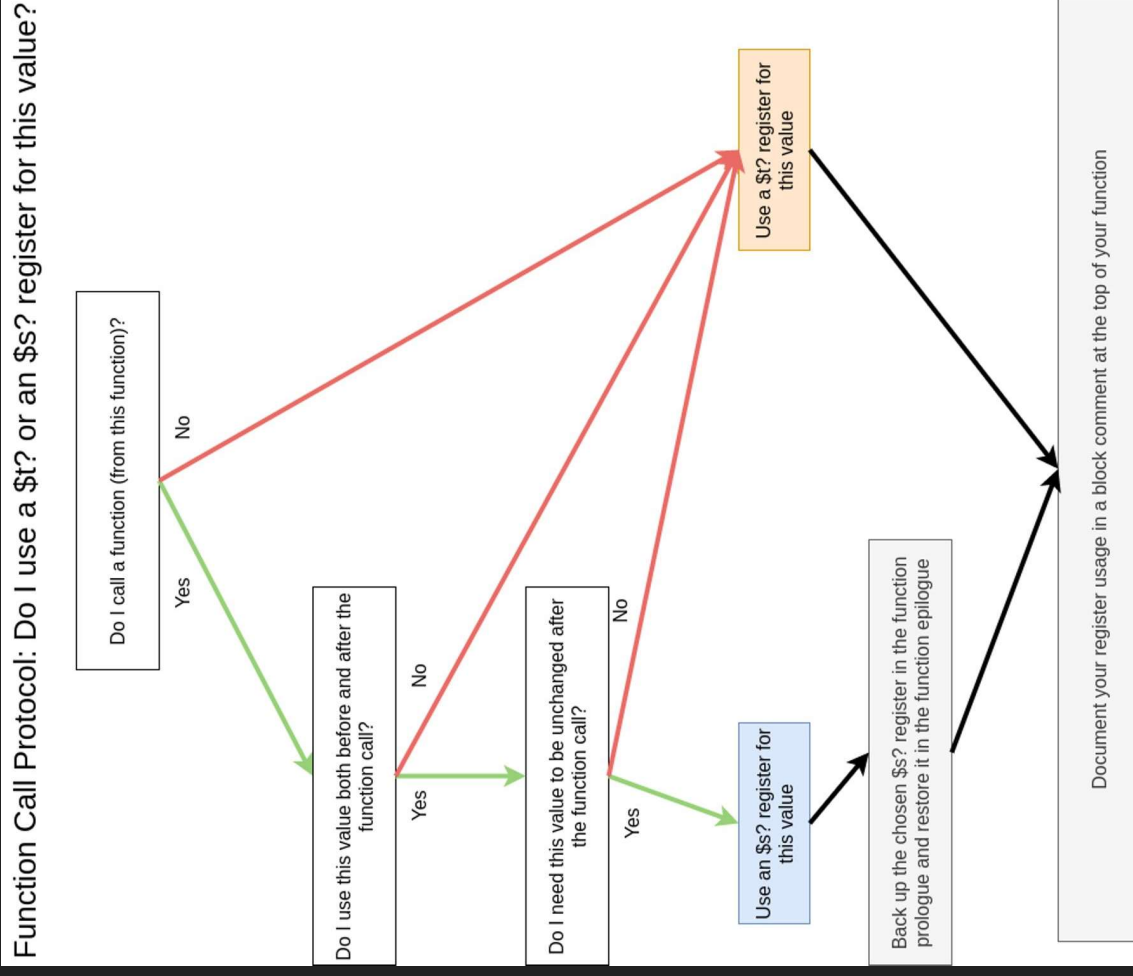 Function Call Protocol: Do I use a $t? or an $s? register for this value?
Do I call a function (from this function)?
Yes
No
Do I use this value both before and after the
function call?
Yes
No
Do I need this value to be unchanged after
the function call?
Yes
No
Use an $s? register for
this value
Use a $t? register for
this value
Back up the chosen $s? register in the function
prologue and restore it in the function epilogue
Document your register usage in a block comment at the top of your function